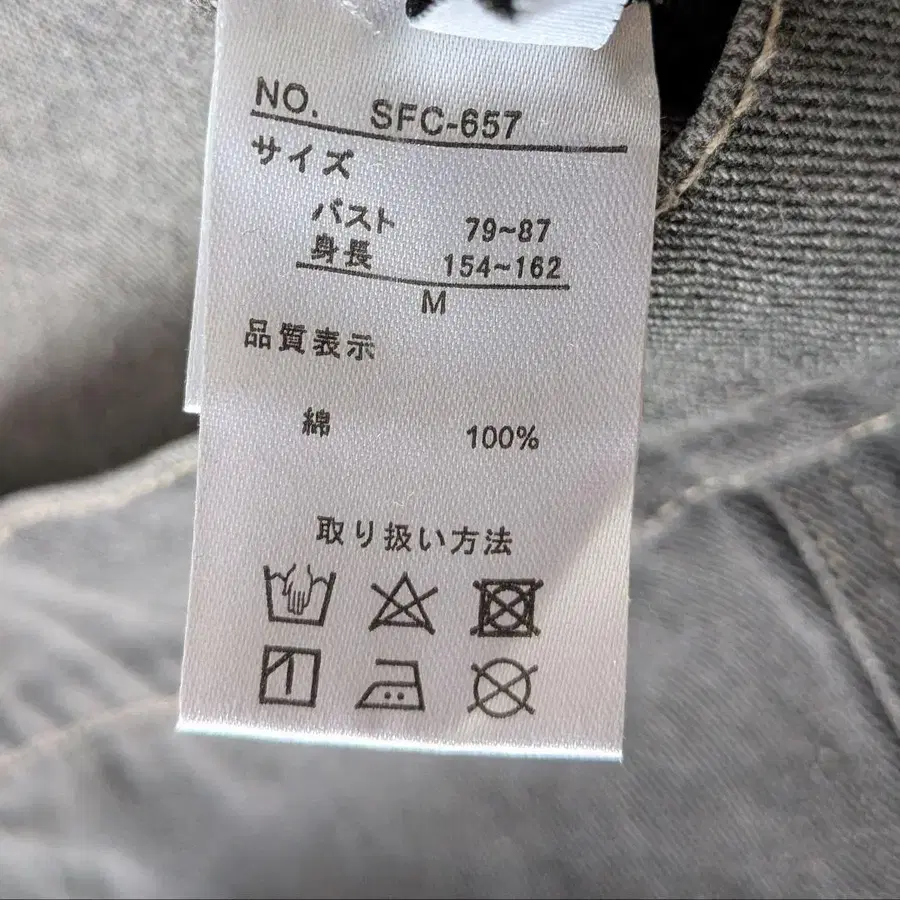 NO. SFC-657
サイズ
バスト 79~87
身長 154~162
M
品質表示
綿 100%
取り扱い方法